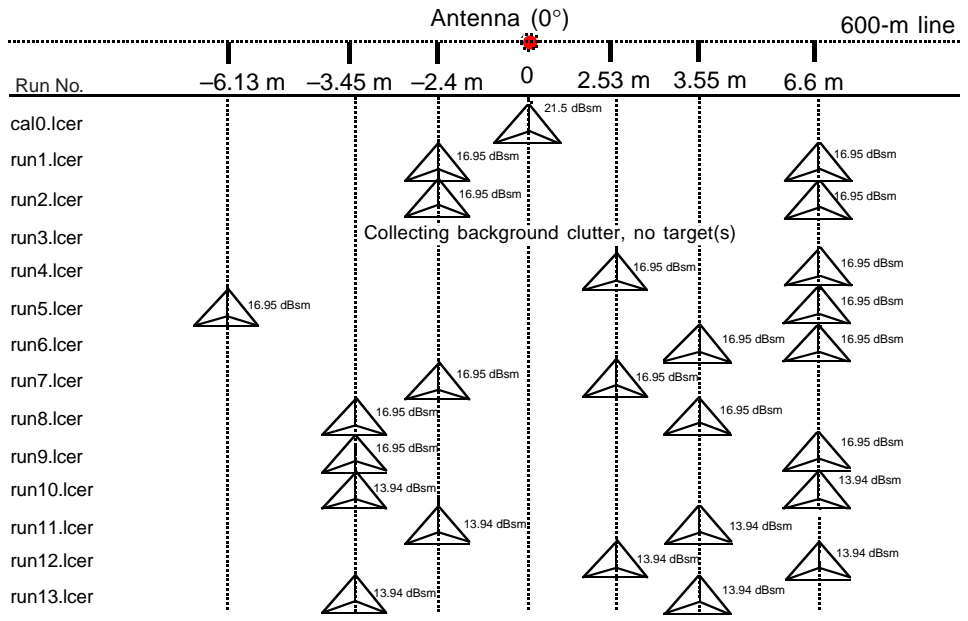 Antenna (0°)
600-m line
Run No. –6.13 m –3.45 m –2.4 m 0 2.53 m 3.55 m 6.6 m
cal0.lcer 21.5 dBsm
run1.lcer 16.95 dBsm 16.95 dBsm
run2.lcer 16.95 dBsm 16.95 dBsm
run3.lcer Collecting background clutter, no target(s)
run4.lcer 16.95 dBsm 16.95 dBsm
run5.lcer 16.95 dBsm 16.95 dBsm
run6.lcer 16.95 dBsm 16.95 dBsm
run7.lcer 16.95 dBsm 16.95 dBsm
run8.lcer 16.95 dBsm 16.95 dBsm
run9.lcer 16.95 dBsm 16.95 dBsm
run10.lcer 13.94 dBsm 13.94 dBsm
run11.lcer 13.94 dBsm 13.94 dBsm
run12.lcer 13.94 dBsm 13.94 dBsm
run13.lcer 13.94 dBsm 13.94 dBsm